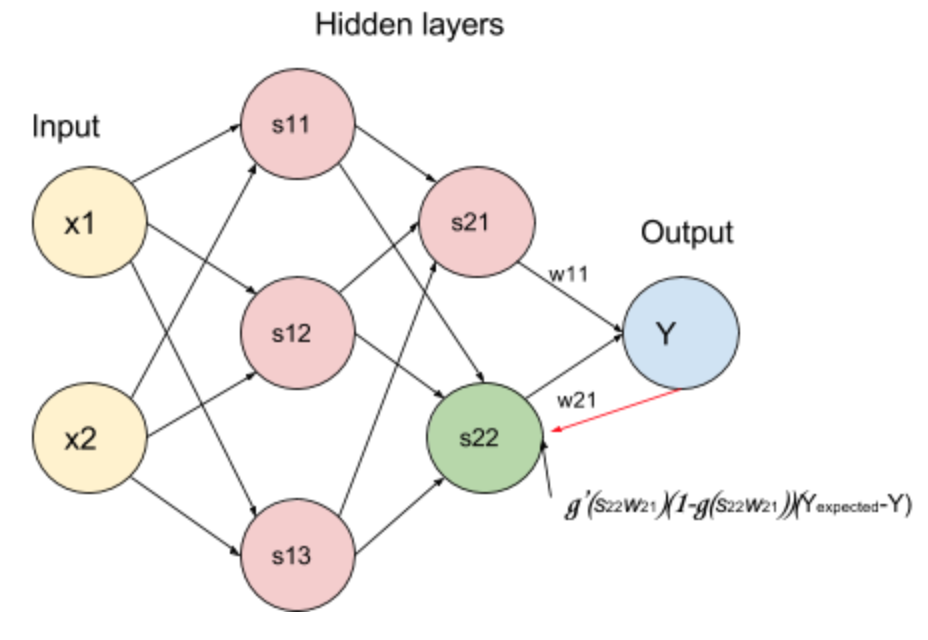 Hidden layers
Input
s11
x1
s21
Output
w11
s12
Y
w21
x2
s22
g'(s22w21)(1-g(s22w21))(Yexpected-Y)
s13